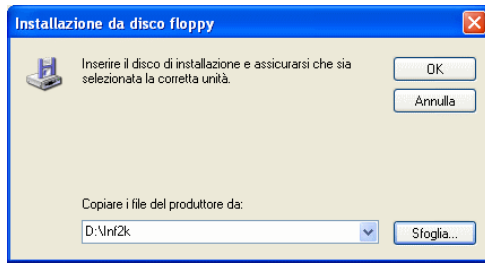 Installazione da disco floppy
Inserire il disco di installazione e assicurarsi che sia
selezionata la corretta unità.
OK
Annulla
Copiare i file del produttore da:
D:\Inf2k
Sfoglia...